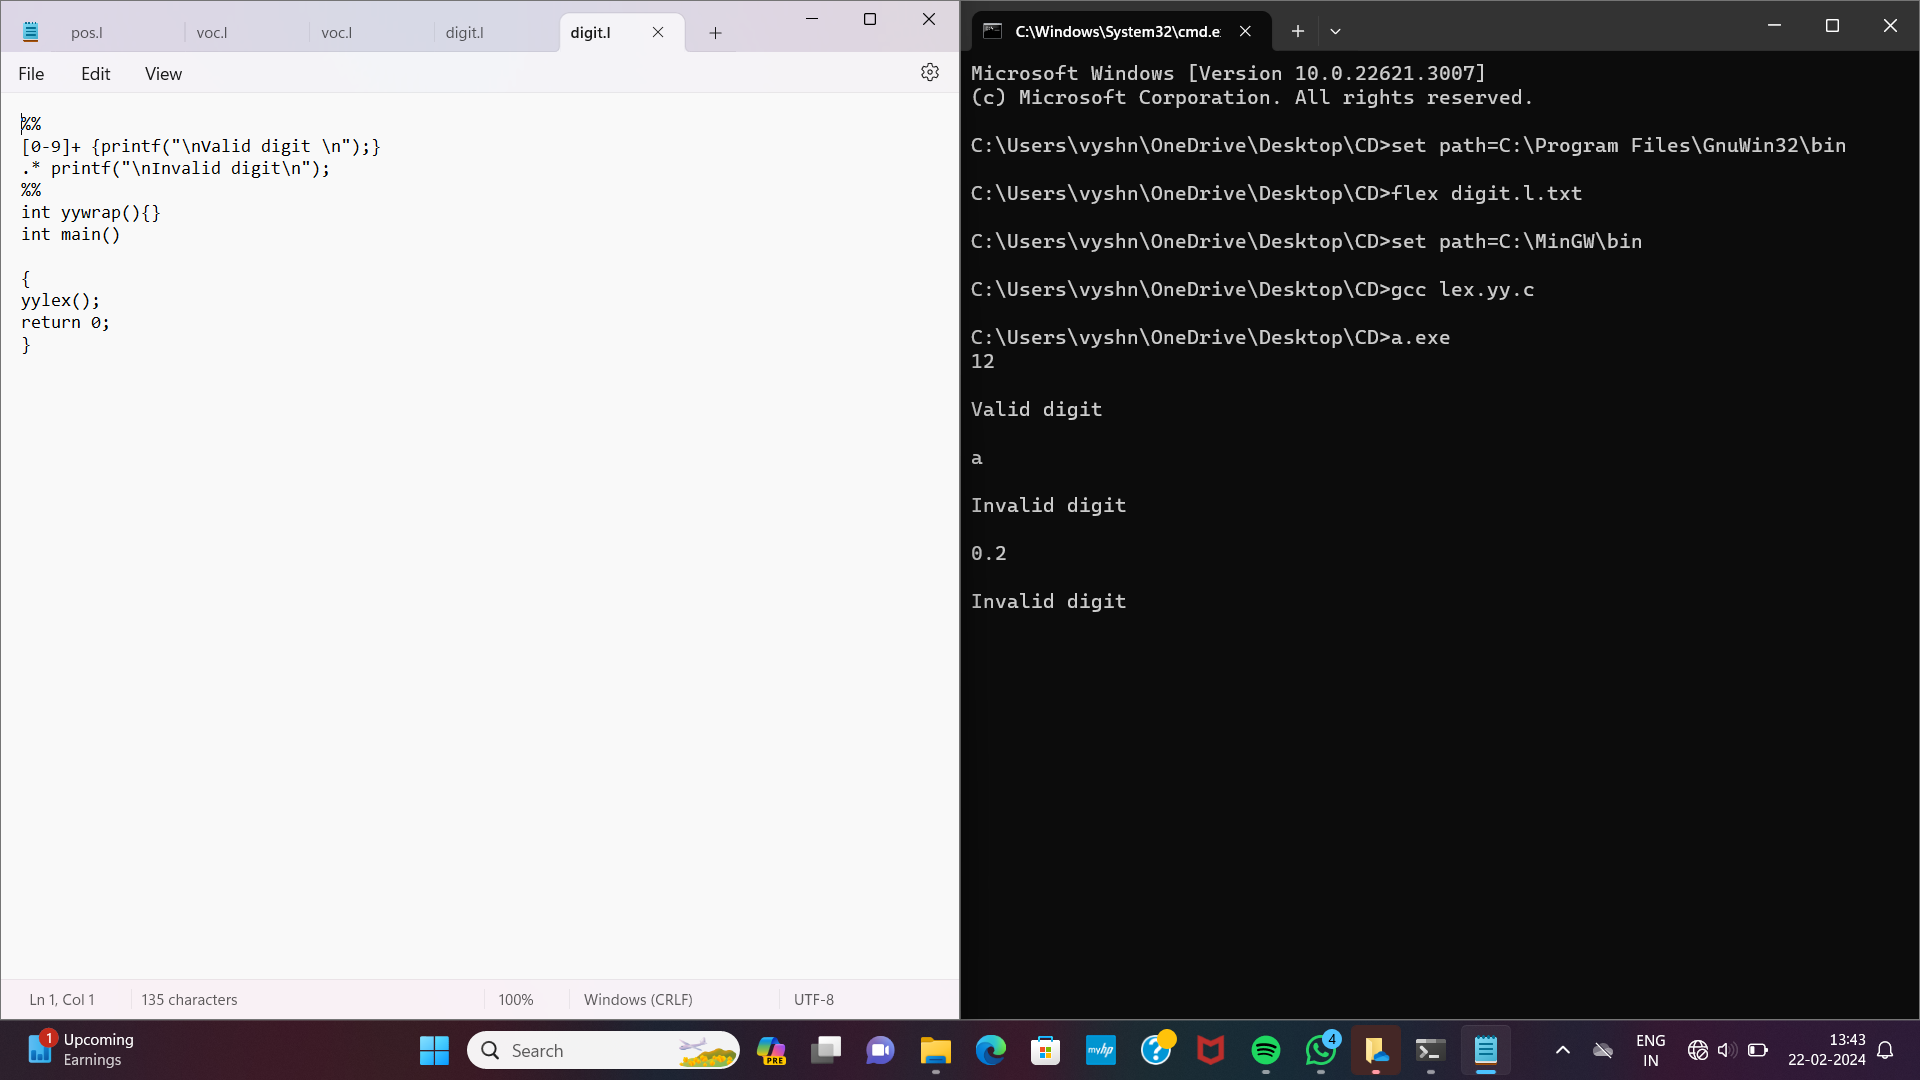 pos.l voc.l voc.l digit.l digit.l
File Edit View
%%
[0-9]+ {printf("\nValid digit \n");}
.* printf("\nInvalid digit\n");
%%
int yywrap(){}
int main()
{
yylex();
return 0;
}
Ln 1, Col 1 135 characters 100% Windows (CRLF) UTF-8
C:\Windows\System32\cmd.e
Microsoft Windows [Version 10.0.22621.3007]
(c) Microsoft Corporation. All rights reserved.
C:\Users\vyshn\OneDrive\Desktop\CD>set path=C:\Program Files\GnuWin32\bin
C:\Users\vyshn\OneDrive\Desktop\CD>flex digit.l.txt
C:\Users\vyshn\OneDrive\Desktop\CD>set path=C:\MinGW\bin
C:\Users\vyshn\OneDrive\Desktop\CD>gcc lex.yy.c
C:\Users\vyshn\OneDrive\Desktop\CD>a.exe
12
Valid digit
a
Invalid digit
0.2
Invalid digit
1
Upcoming
Earnings
Search
PRE
myhp
4
ENG
IN
13:43
22-02-2024